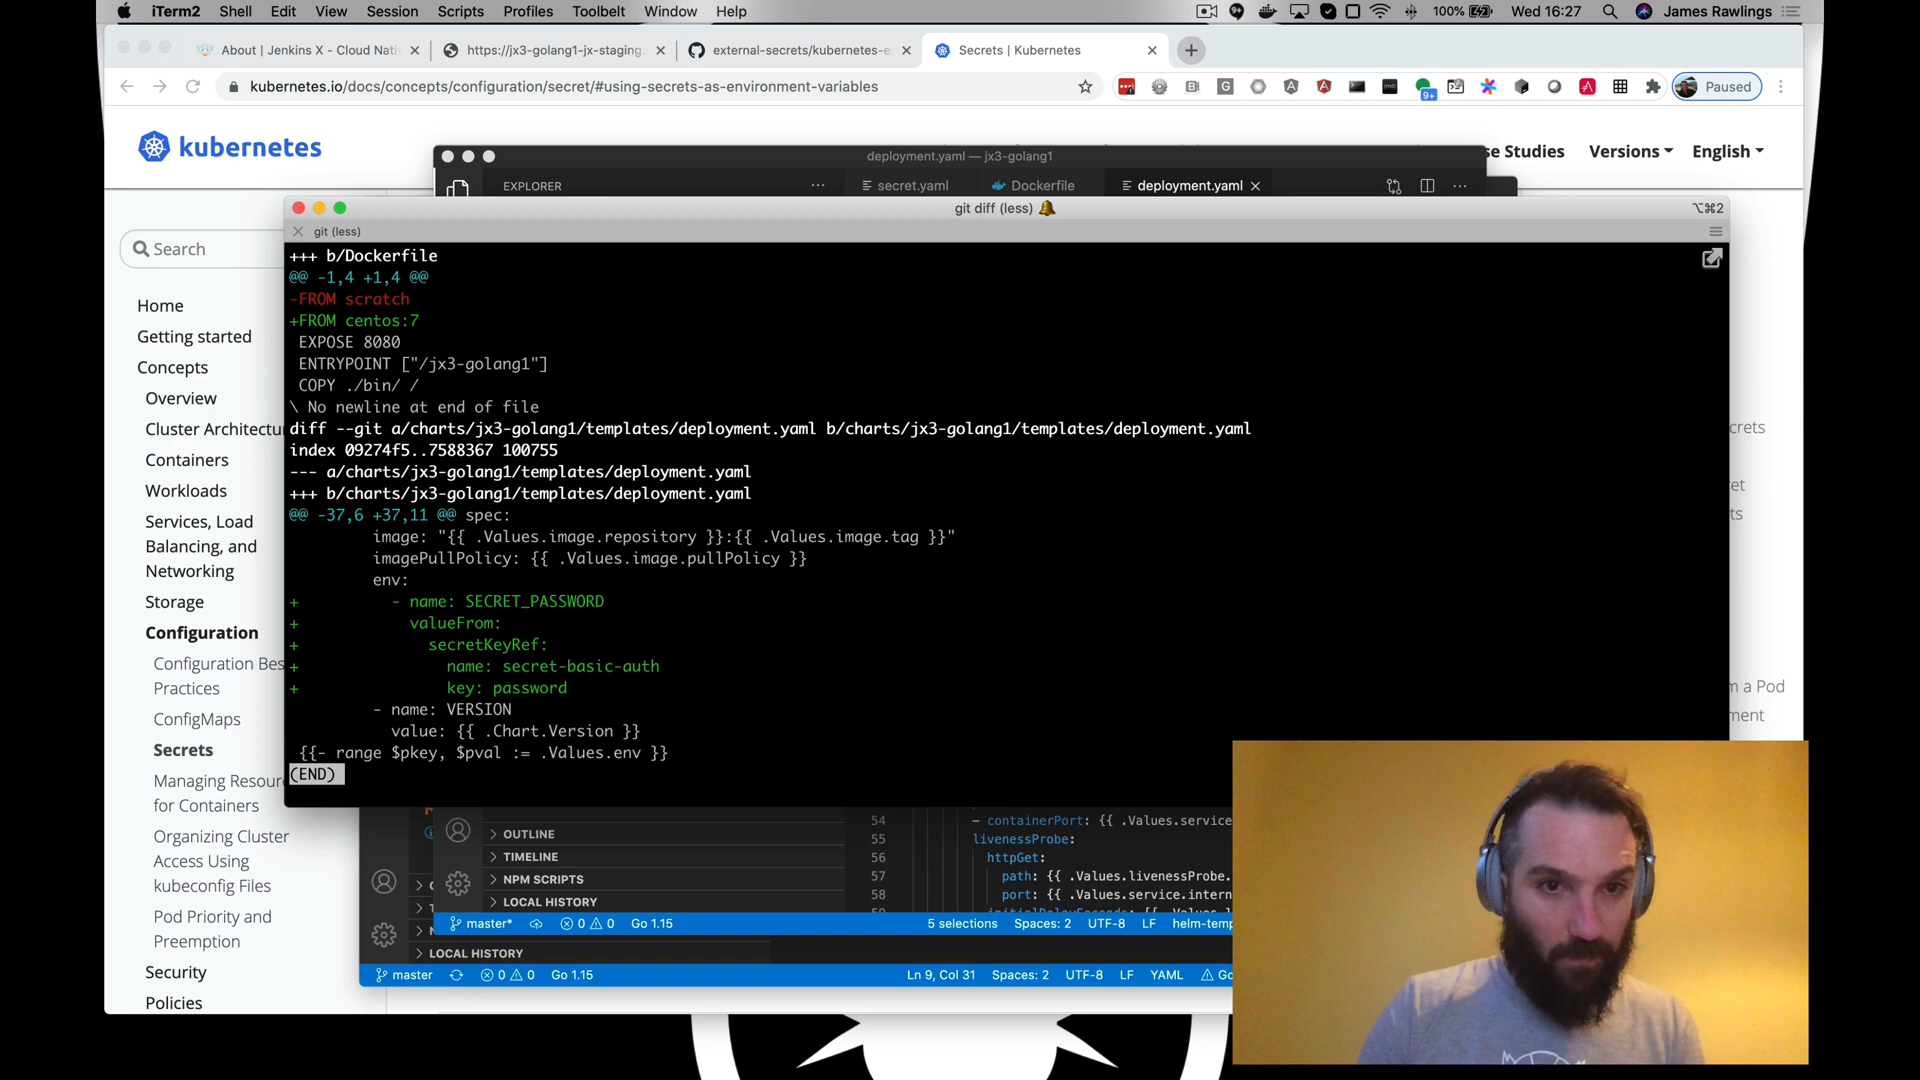 iTerm2 Shell Edit View Session Scripts Profiles Toolbelt Window Help 100% Wed 16:27 James Rawlings
About | Jenkins X - Cloud Nati
https://jx3-golang1-jx-staging.
external-secrets/kubernetes-e
Secrets | Kubernetes
kubernetes.io/docs/concepts/configuration/secret/#using-secrets-as-environment-variables
9+
Paused
kubernetes
se Studies Versions English
deployment.yaml — jx3-golang1
EXPLORER
secret.yaml Dockerfile deployment.yaml
git diff (less)
⌥⌘2
git (less)
Search
Home
Getting started
Concepts
Overview
Cluster Architectu
Containers
Workloads
Services, Load
Balancing, and
Networking
Storage
Configuration
Configuration Bes
Practices
ConfigMaps
Secrets
Managing Resour
for Containers
Organizing Cluster
Access Using
kubeconfig Files
Pod Priority and
Preemption
Security
Policies
+++ b/Dockerfile
@@ -1,4 +1,4 @@
-FROM scratch
+FROM centos:7
EXPOSE 8080
ENTRYPOINT ["/jx3-golang1"]
COPY ./bin/ /
\ No newline at end of file
diff --git a/charts/jx3-golang1/templates/deployment.yaml b/charts/jx3-golang1/templates/deployment.yaml
index 09274f5..7588367 100755
--- a/charts/jx3-golang1/templates/deployment.yaml
+++ b/charts/jx3-golang1/templates/deployment.yaml
@@ -37,6 +37,11 @@ spec:
image: "{{ .Values.image.repository }}:{{ .Values.image.tag }}"
imagePullPolicy: {{ .Values.image.pullPolicy }}
env:
+ - name: SECRET_PASSWORD
+ valueFrom:
+ secretKeyRef:
+ name: secret-basic-auth
+ key: password
- name: VERSION
value: {{ .Chart.Version }}
{{- range $pkey, $pval := .Values.env }}
(END)
crets
et
ts
m a Pod
ment
OUTLINE
TIMELINE
NPM SCRIPTS
LOCAL HISTORY
54 - containerPort: {{ .Values.service
55 livenessProbe:
56 httpGet:
57 path: {{ .Values.livenessProbe.
58 port: {{ .Values.service.intern
master* 0 0 Go 1.15 5 selections Spaces: 2 UTF-8 LF helm-temp
LOCAL HISTORY
master 0 0 Go 1.15 Ln 9, Col 31 Spaces: 2 UTF-8 LF YAML Go